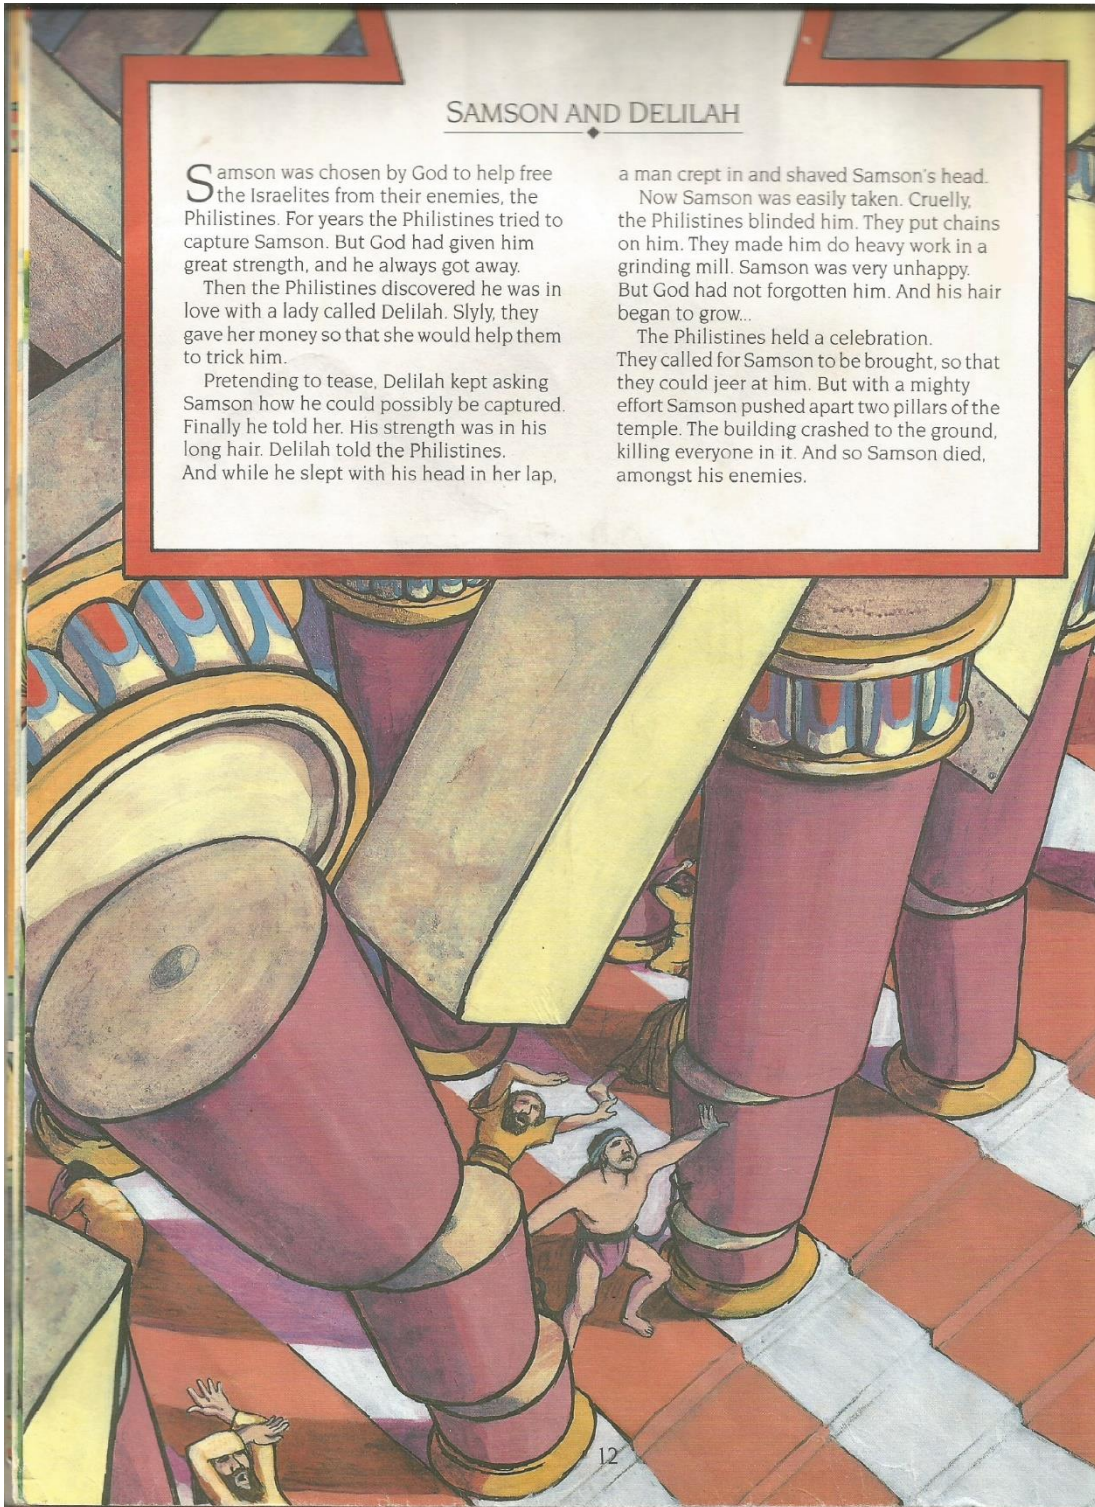 SAMSON AND DELILAH
Samson was chosen by God to help free
the Israelites from their enemies, the
Philistines. For years the Philistines tried to
capture Samson. But God had given him
great strength, and he always got away.
Then the Philistines discovered he was in
love with a lady called Delilah. Slyly, they
gave her money so that she would help them
to trick him.
Pretending to tease, Delilah kept asking
Samson how he could possibly be captured.
Finally he told her. His strength was in his
long hair. Delilah told the Philistines.
And while he slept with his head in her lap,
a man crept in and shaved Samson's head.
Now Samson was easily taken. Cruelly,
the Philistines blinded him. They put chains
on him. They made him do heavy work in a
grinding mill. Samson was very unhappy.
But God had not forgotten him. And his hair
began to grow...
The Philistines held a celebration.
They called for Samson to be brought, so that
they could jeer at him. But with a mighty
effort Samson pushed apart two pillars of the
temple. The building crashed to the ground,
killing everyone in it. And so Samson died,
amongst his enemies.
12